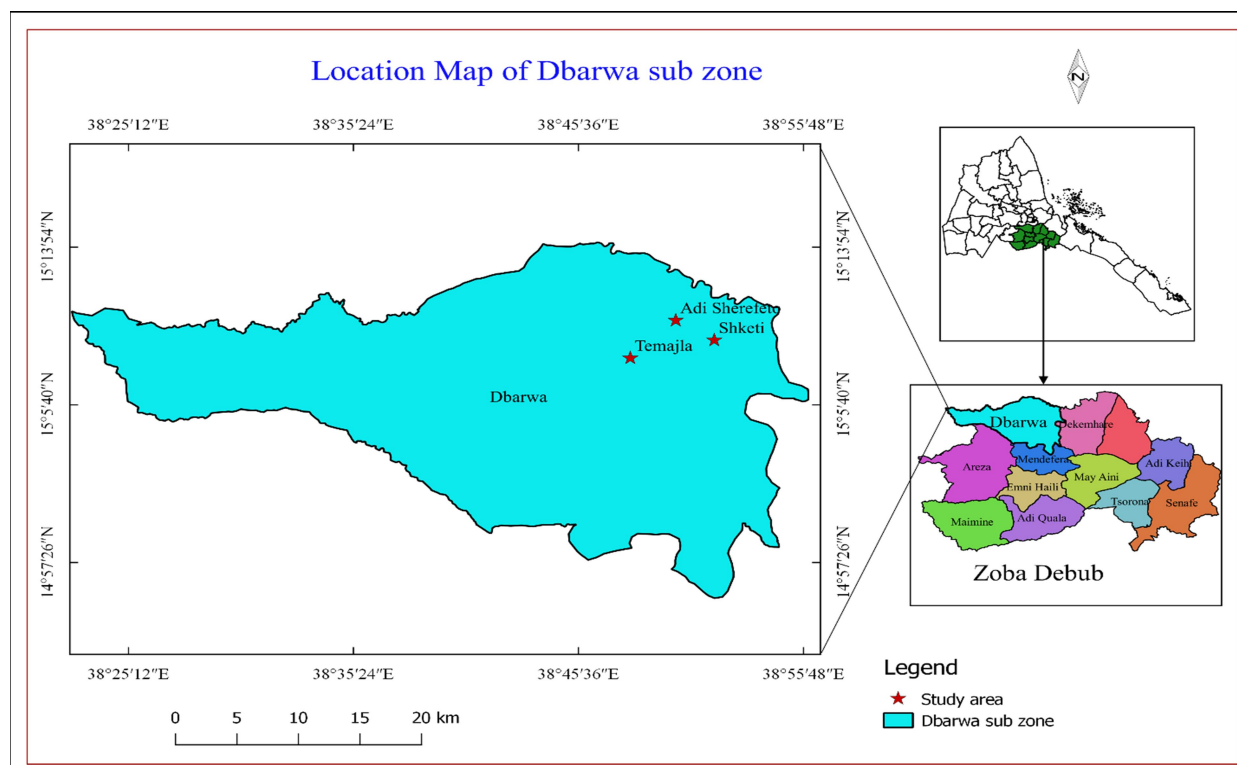 Location Map of Dbarwa sub zone
N
38°25'12"E 38°35'24"E 38°45'36"E 38°55'48"E
15°13'54"N 15°13'54"N
Adi Sherefeto
Shketi
Temajla
Dbarwa
15°5'40"N 15°5'40"N
14°57'26"N 14°57'26"N
38°25'12"E 38°35'24"E 38°45'36"E 38°55'48"E
0 5 10 15 20 km
Dbarwa
Dekemhare
Areza
Mendefera
May Aini
Adi Keih
Emni Haili
Tsorona
Senafe
Maimine
Adi Quala
Zoba Debub
Legend
Study area
Dbarwa sub zone